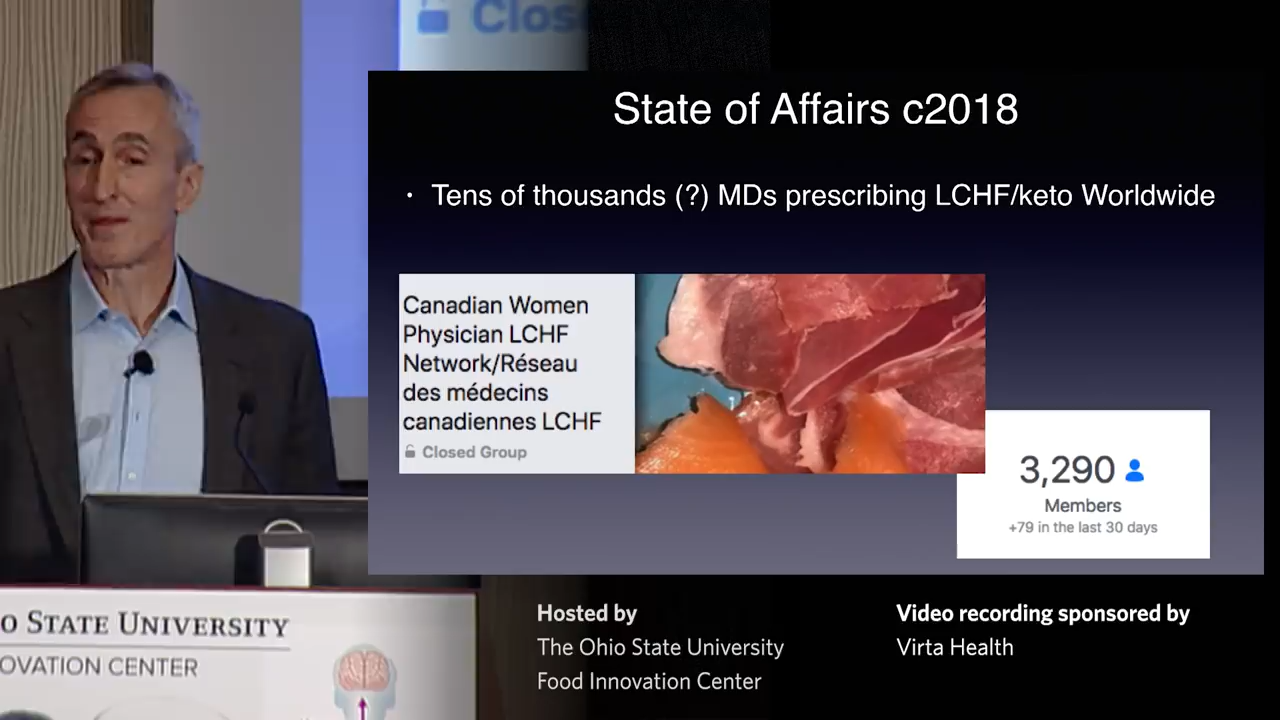 Clos
State of Affairs c2018
· Tens of thousands (?) MDs prescribing LCHF/keto Worldwide
Canadian Women
Physician LCHF
Network/Réseau
des médecins
canadiennes LCHF
Closed Group
3,290
Members
+79 in the last 30 days
O STATE UNIVERSITY
OVATION CENTER
Hosted by
The Ohio State University
Food Innovation Center
Video recording sponsored by
Virta Health